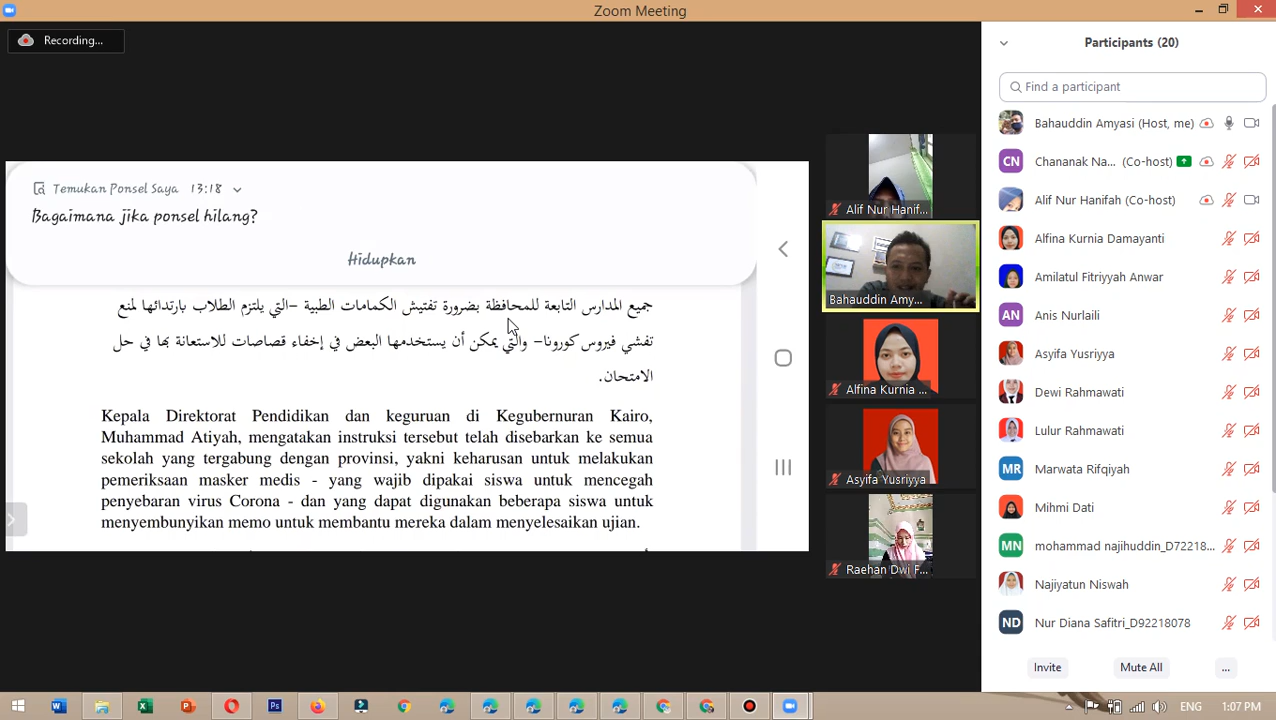 Zoom Meeting
Recording...
Temukan Ponsel Saya 13:18
Bagaimana jika ponsel hilang?
Hidupkan
جميع المدارس التابعة للمحافظة بضرورة تفتيش الكمامات الطبية –التي يلتزم الطلاب بارتدائها لمنع
تفشي فيروس كورونا– والتي يمكن أن يستخدمها البعض في إخفاء قصاصات للاستعانة بها في حل
الامتحان.
Kepala Direktorat Pendidikan dan keguruan di Kegubernuran Kairo,
Muhammad Atiyah, mengatakan instruksi tersebut telah disebarkan ke semua
sekolah yang tergabung dengan provinsi, yakni keharusan untuk melakukan
pemeriksaan masker medis - yang wajib dipakai siswa untuk mencegah
penyebaran virus Corona - dan yang dapat digunakan beberapa siswa untuk
menyembunyikan memo untuk membantu mereka dalam menyelesaikan ujian.
Alif Nur Hanif...
Bahauddin Amy...
Alfina Kurnia ...
Asyifa Yusriyya
Raehan Dwi F...
Participants (20)
Find a participant
Bahauddin Amyasi (Host, me)
CN Chananak Na... (Co-host)
Alif Nur Hanifah (Co-host)
Alfina Kurnia Damayanti
Amilatul Fitriyyah Anwar
AN Anis Nurlaili
Asyifa Yusriyya
Dewi Rahmawati
Lulur Rahmawati
MR Marwata Rifqiyah
Mihmi Dati
MN mohammad najihuddin_D72218...
Najiyatun Niswah
ND Nur Diana Safitri_D92218078
Invite Mute All ...
ENG 1:07 PM